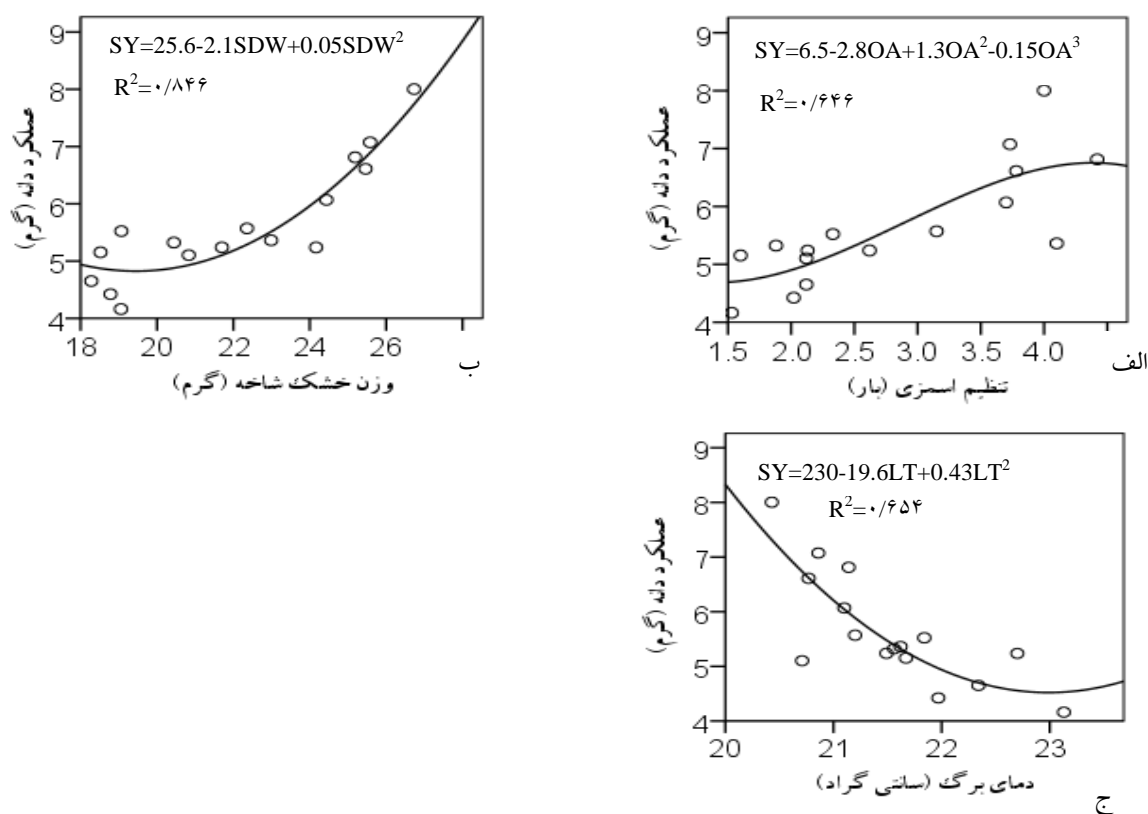 SY=6.5-2.8OA+1.3OA²-0.15OA³
R²=۰/۶۴۶
عملکرد دانه (گرم)
9
8
7
6
5
4
1.5 2.0 2.5 3.0 3.5 4.0
تنظیم اسمزی (بار)
الف
SY=25.6-2.1SDW+0.05SDW²
R²=۰/۸۴۶
عملکرد دانه (گرم)
9
8
7
6
5
4
18 20 22 24 26
وزن خشک شاخه (گرم)
ب
SY=230-19.6LT+0.43LT²
R²=۰/۶۵۴
عملکرد دانه (گرم)
9
8
7
6
5
4
20 21 22 23
دمای برگ (سانتی گراد)
ج